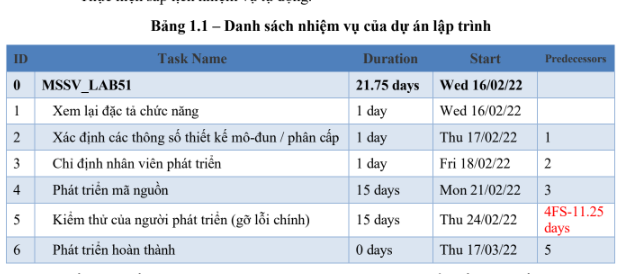 Thực hiện sắp lịch nhiệm vụ tự động.
Bảng 1.1 – Danh sách nhiệm vụ của dự án lập trình
ID Task Name Duration Start Predecessors
0 MSSV_LAB51 21.75 days Wed 16/02/22
1 Xem lại đặc tả chức năng 1 day Wed 16/02/22
2 Xác định các thông số thiết kế mô-đun / phân cấp 1 day Thu 17/02/22 1
3 Chỉ định nhân viên phát triển 1 day Fri 18/02/22 2
4 Phát triển mã nguồn 15 days Mon 21/02/22 3
5 Kiểm thử của người phát triển (gỡ lỗi chính) 15 days Thu 24/02/22 4FS-11.25
days
6 Phát triển hoàn thành 0 days Thu 17/03/22 5